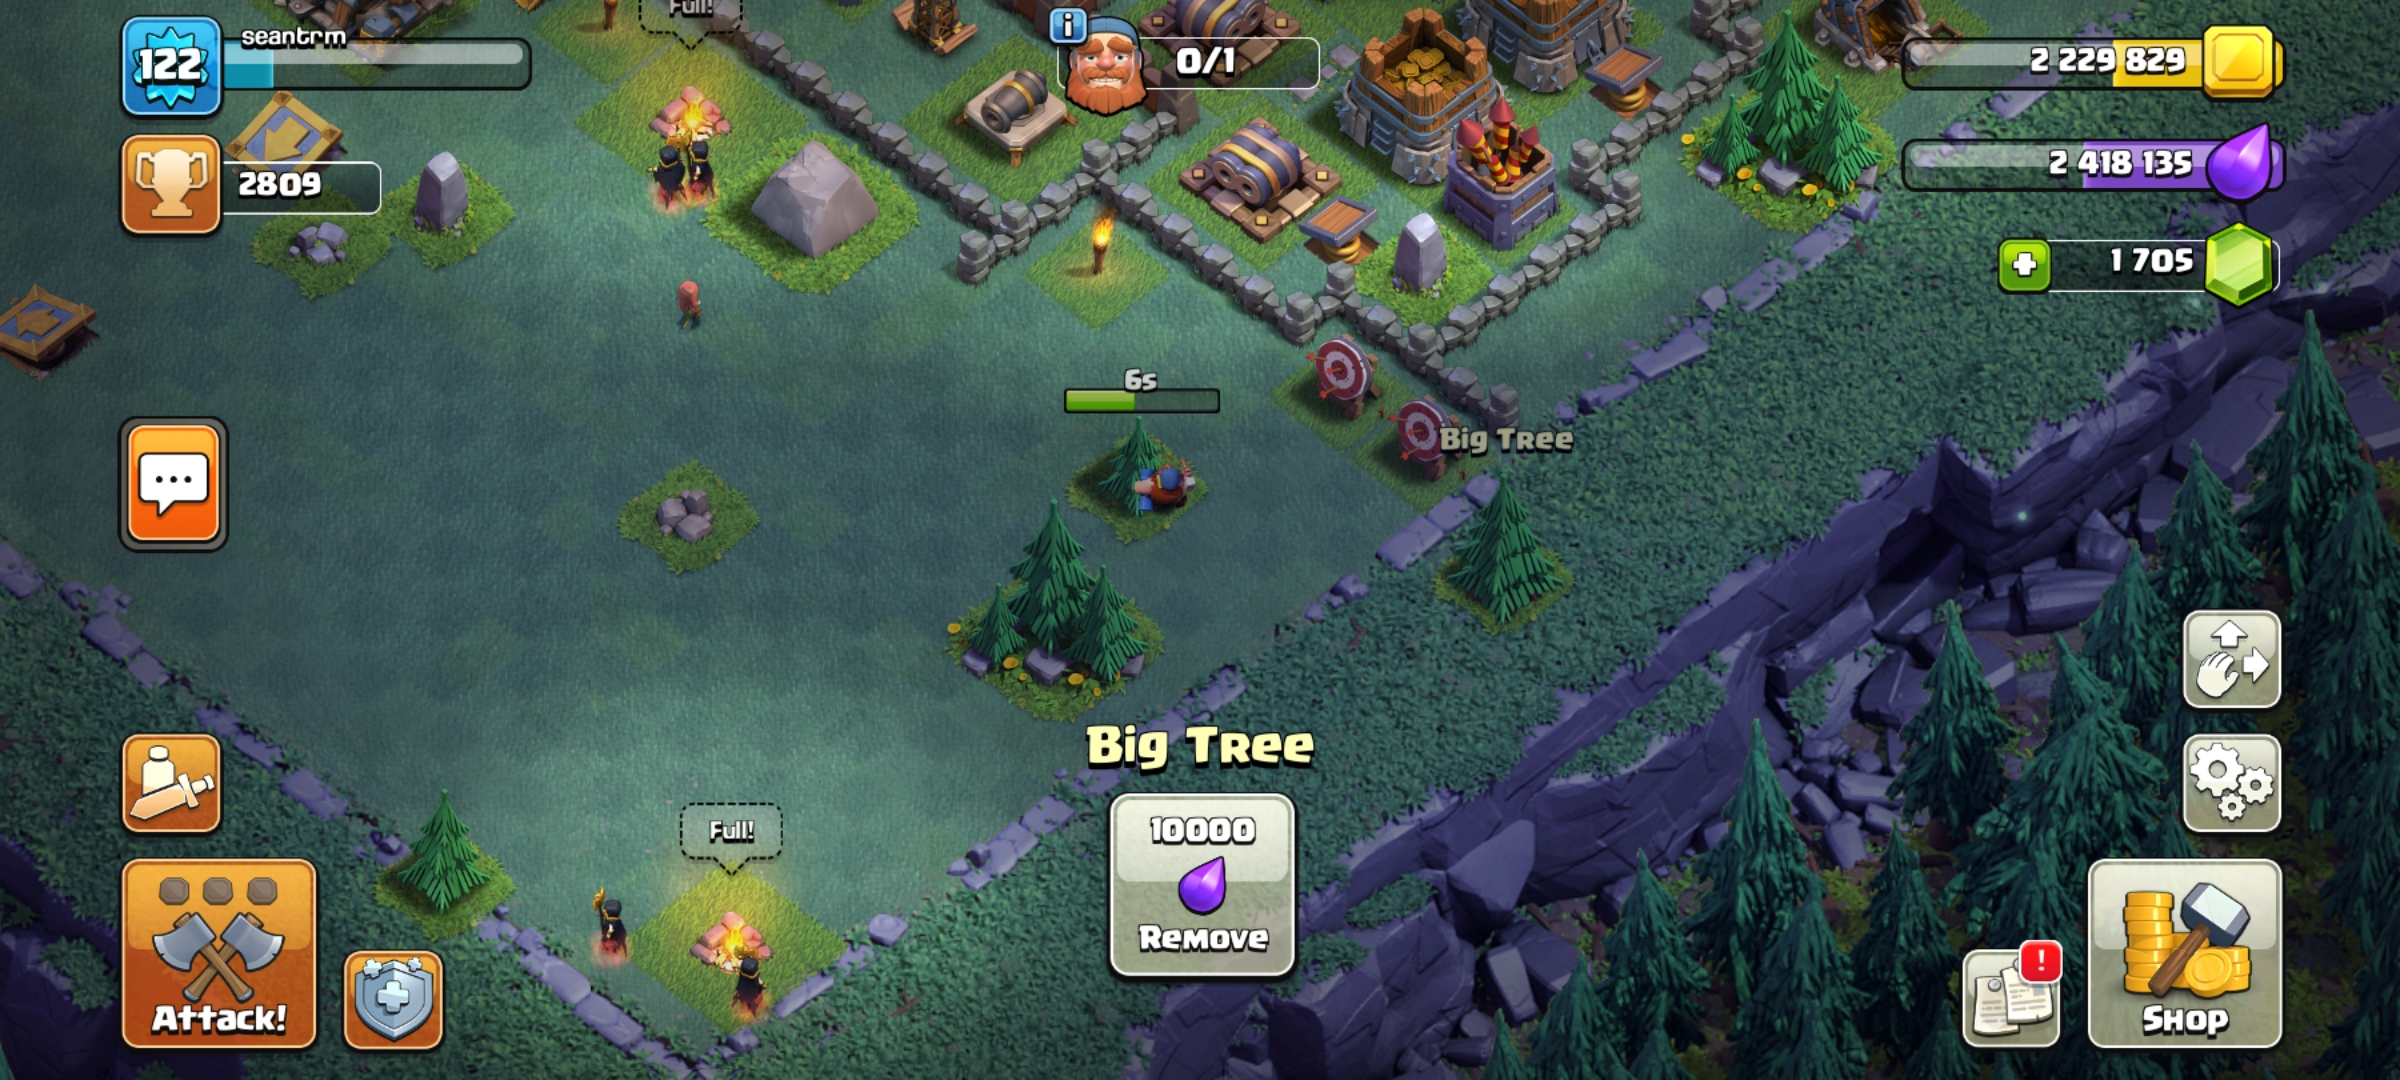 122
seantrm
Full!
i
0/1
2 229 829
2809
2 418 135
1 705
6s
Big Tree
Big Tree
Full!
10000
Remove
Attack!
!
Shop